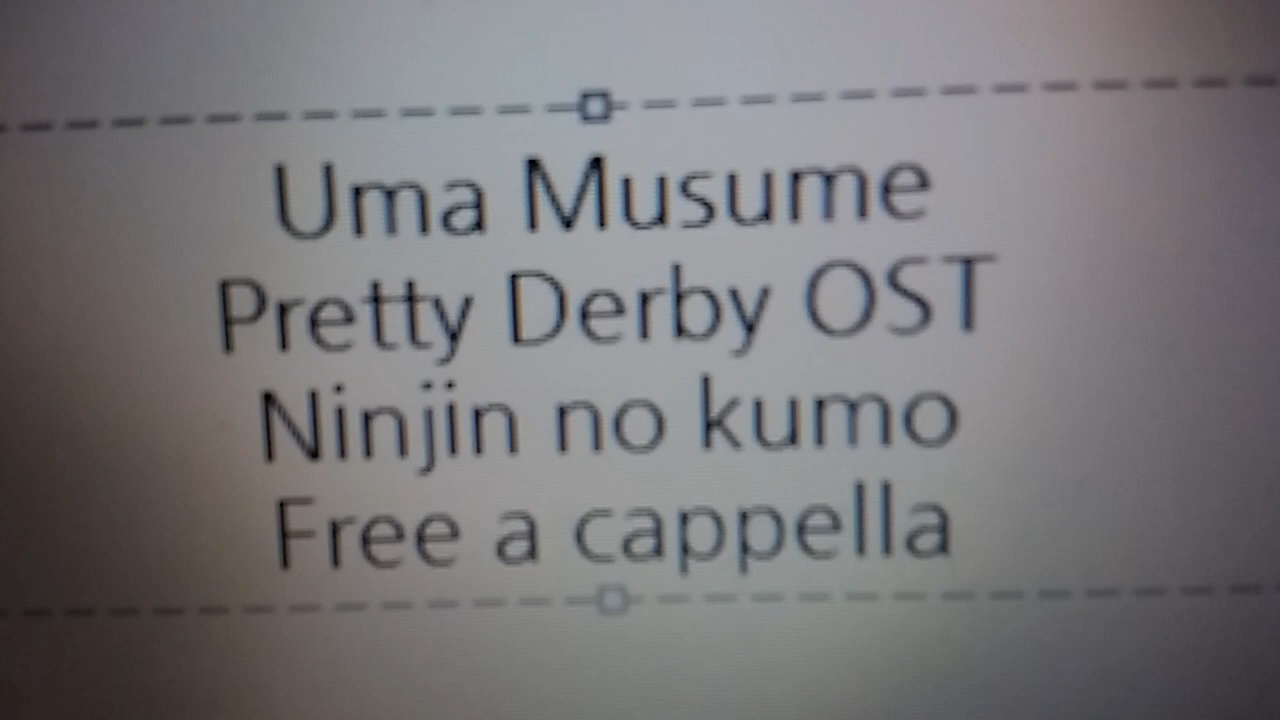 Uma Musume
Pretty Derby OST
Ninjin no kumo
Free a cappella